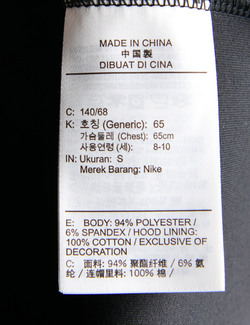 MADE IN CHINA
中国製
DIBUAT DI CINA
C: 140/68
K: 호칭 (Generic): 65
가슴둘레 (Chest): 65cm
사용연령 (세): 8-10
IN: Ukuran: S
Merek Barang: Nike
E: BODY: 94% POLYESTER /
6% SPANDEX / HOOD LINING:
100% COTTON / EXCLUSIVE OF
DECORATION
C: 面料: 94% 聚酯纤维 / 6% 氨
纶 / 连帽里料: 100% 棉 /